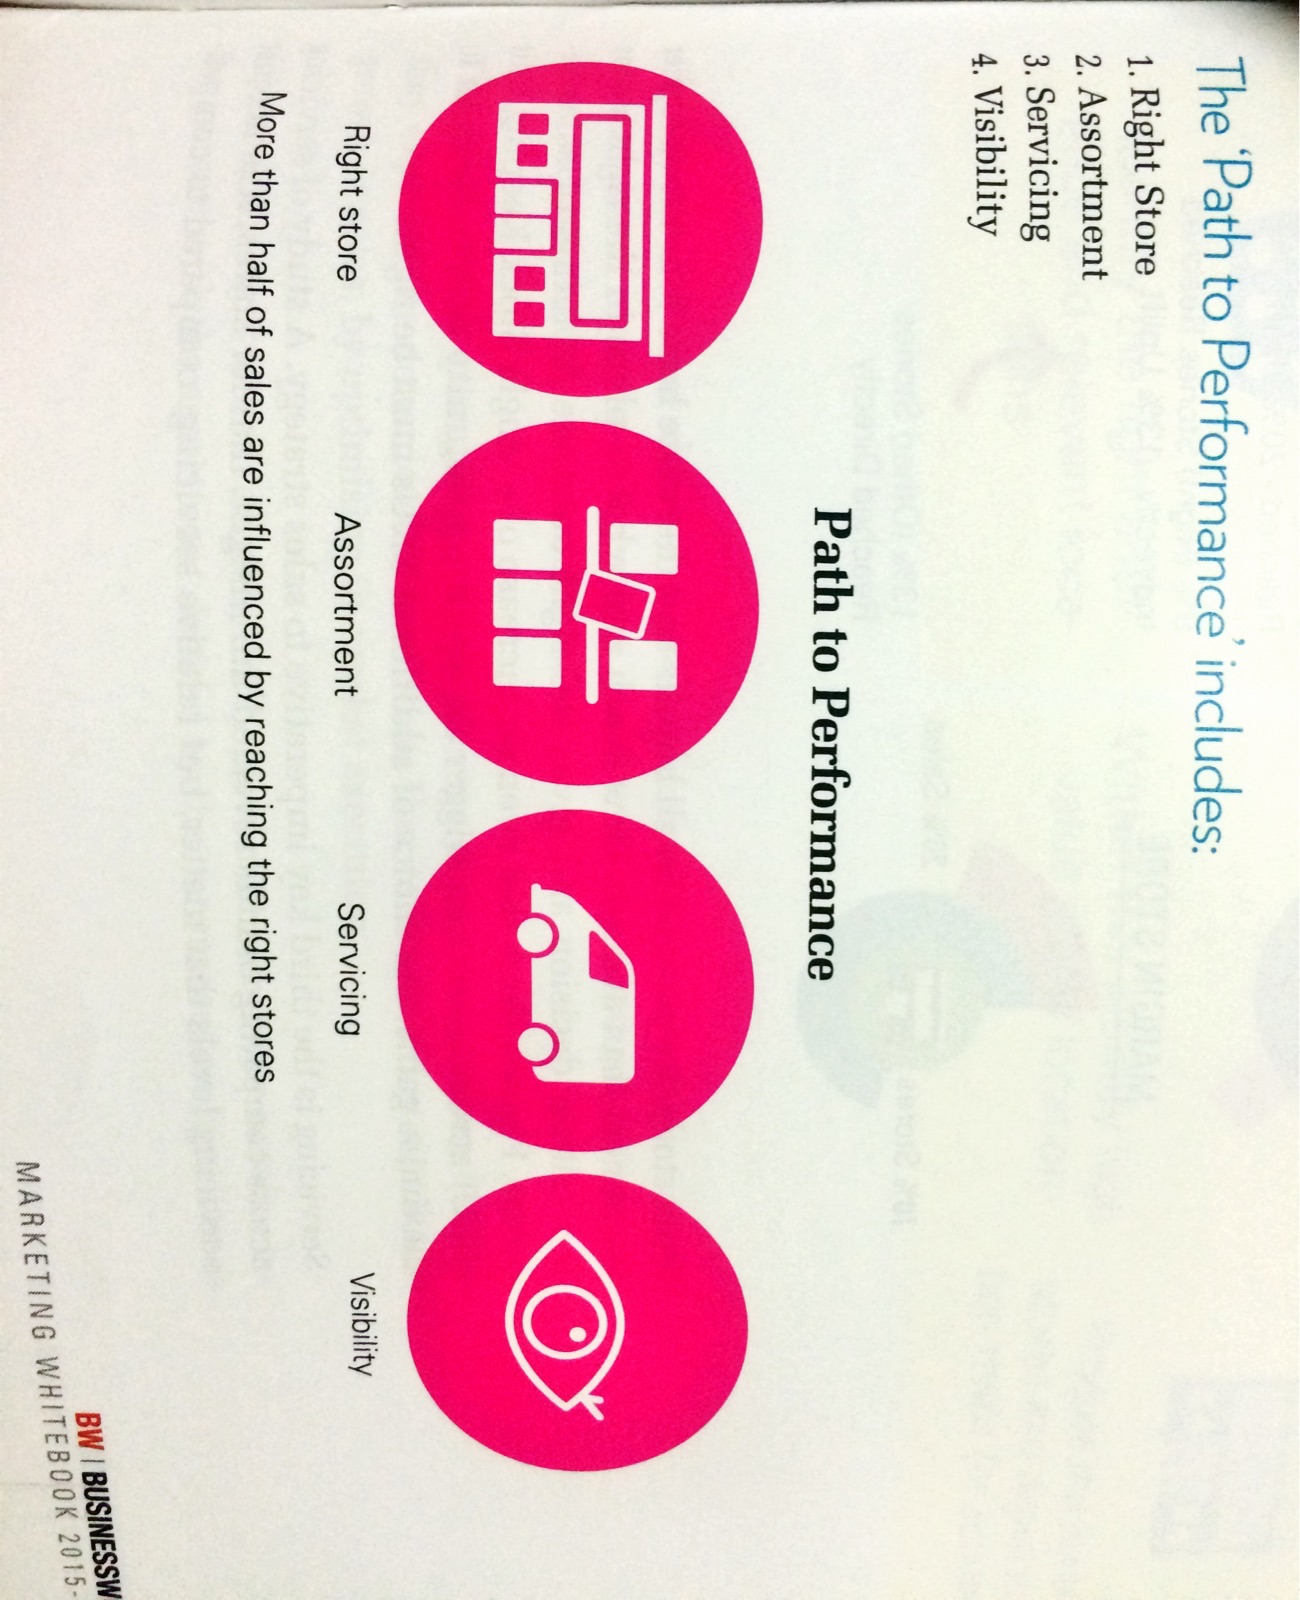 The ‘Path to Performance’ includes:
1. Right Store
2. Assortment
3. Servicing
4. Visibility
Path to Performance
Right store
Assortment
Servicing
Visibility
More than half of sales are influenced by reaching the right stores
BW | BUSINESSW
MARKETING WHITEBOOK 2015-